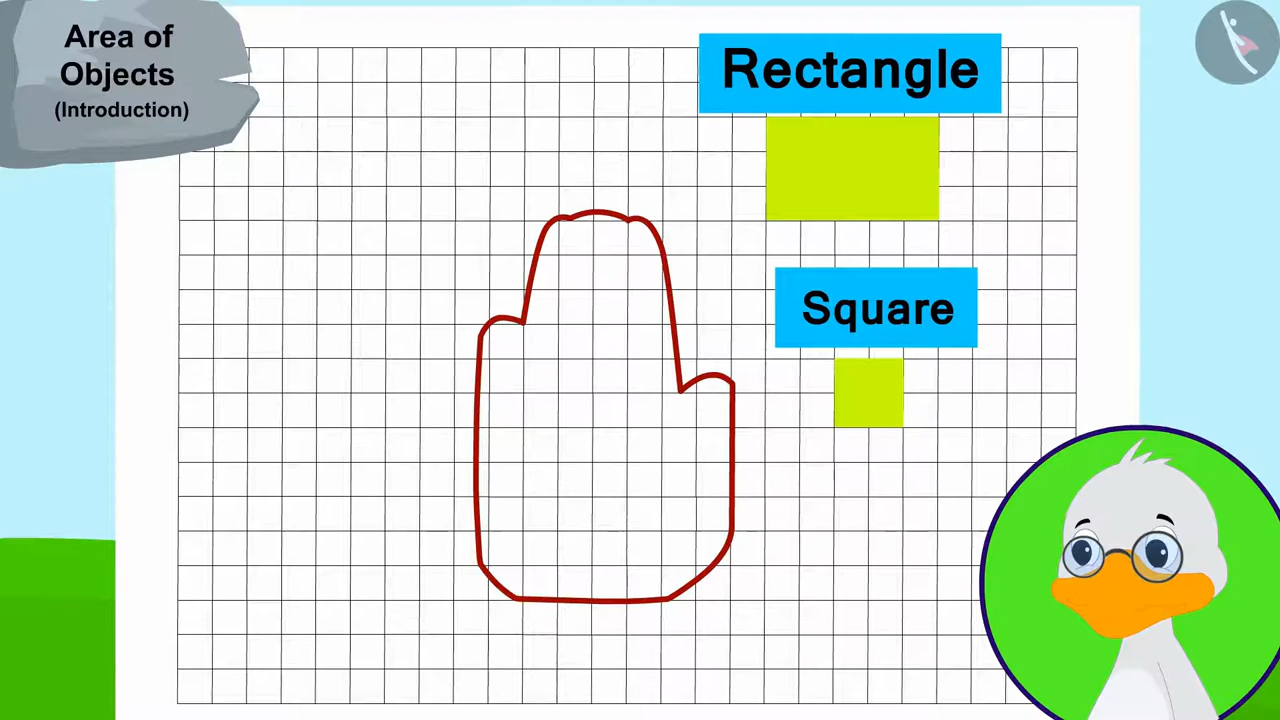 Area of
Objects
(Introduction)
Rectangle
Square